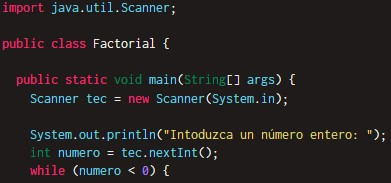 import java.util.Scanner;
public class Factorial {
public static void main(String[] args) {
Scanner tec = new Scanner(System.in);
System.out.println("Intoduzca un número entero: ");
int numero = tec.nextInt();
while (numero < 0) {